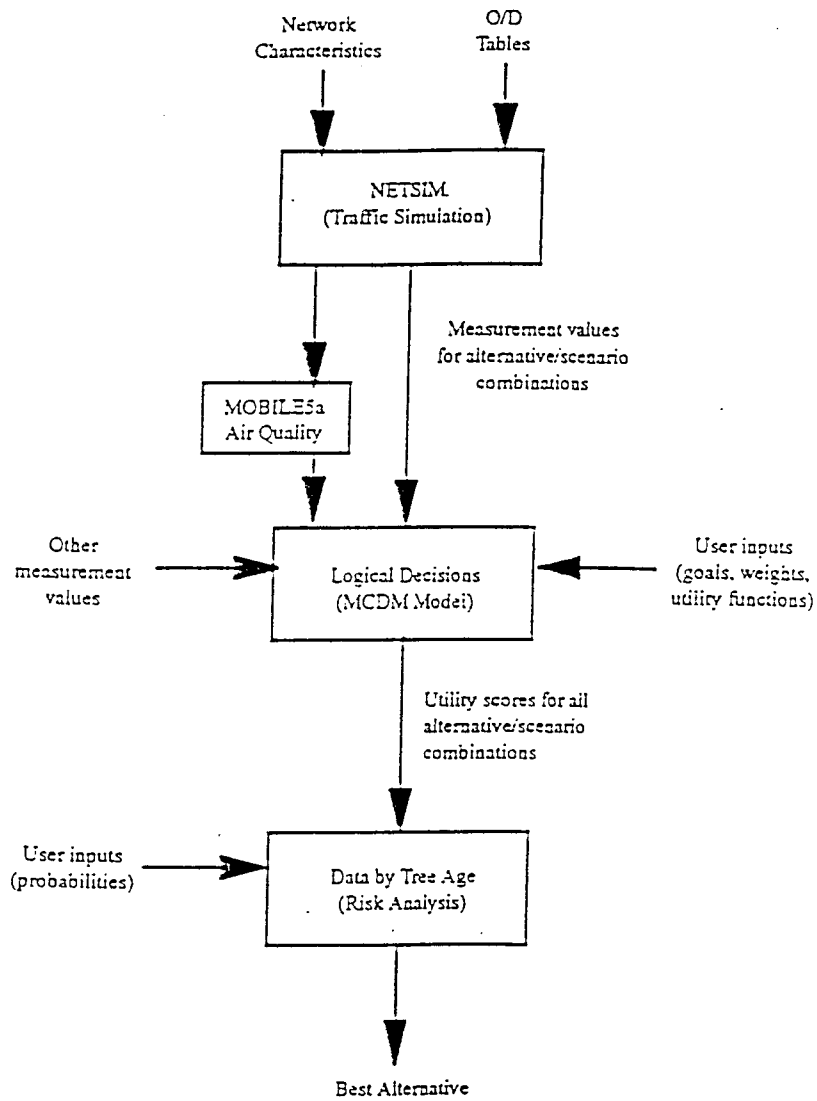 Network
Characteristics
O/D
Tables
NETSIM
(Traffic Simulation)
Measurement values
for alternative/scenario
combinations
MOBILE5a
Air Quality
Other
measurement
values
Logical Decisions
(MCDM Model)
User inputs
(goals, weights,
utility functions)
Utility scores for all
alternative/scenario
combinations
User inputs
(probabilities)
Data by Tree Age
(Risk Analysis)
Best Alternative